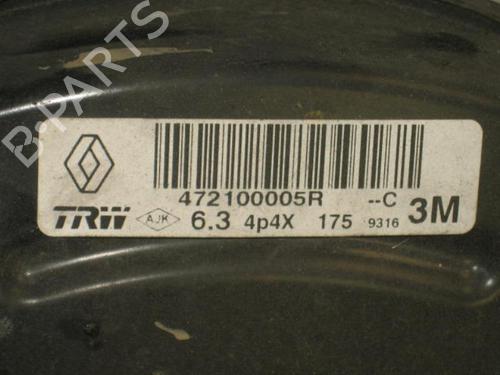 472100005R --C
TRW AJK 6.3 4p4X 175 9316 3M
B-PARTS